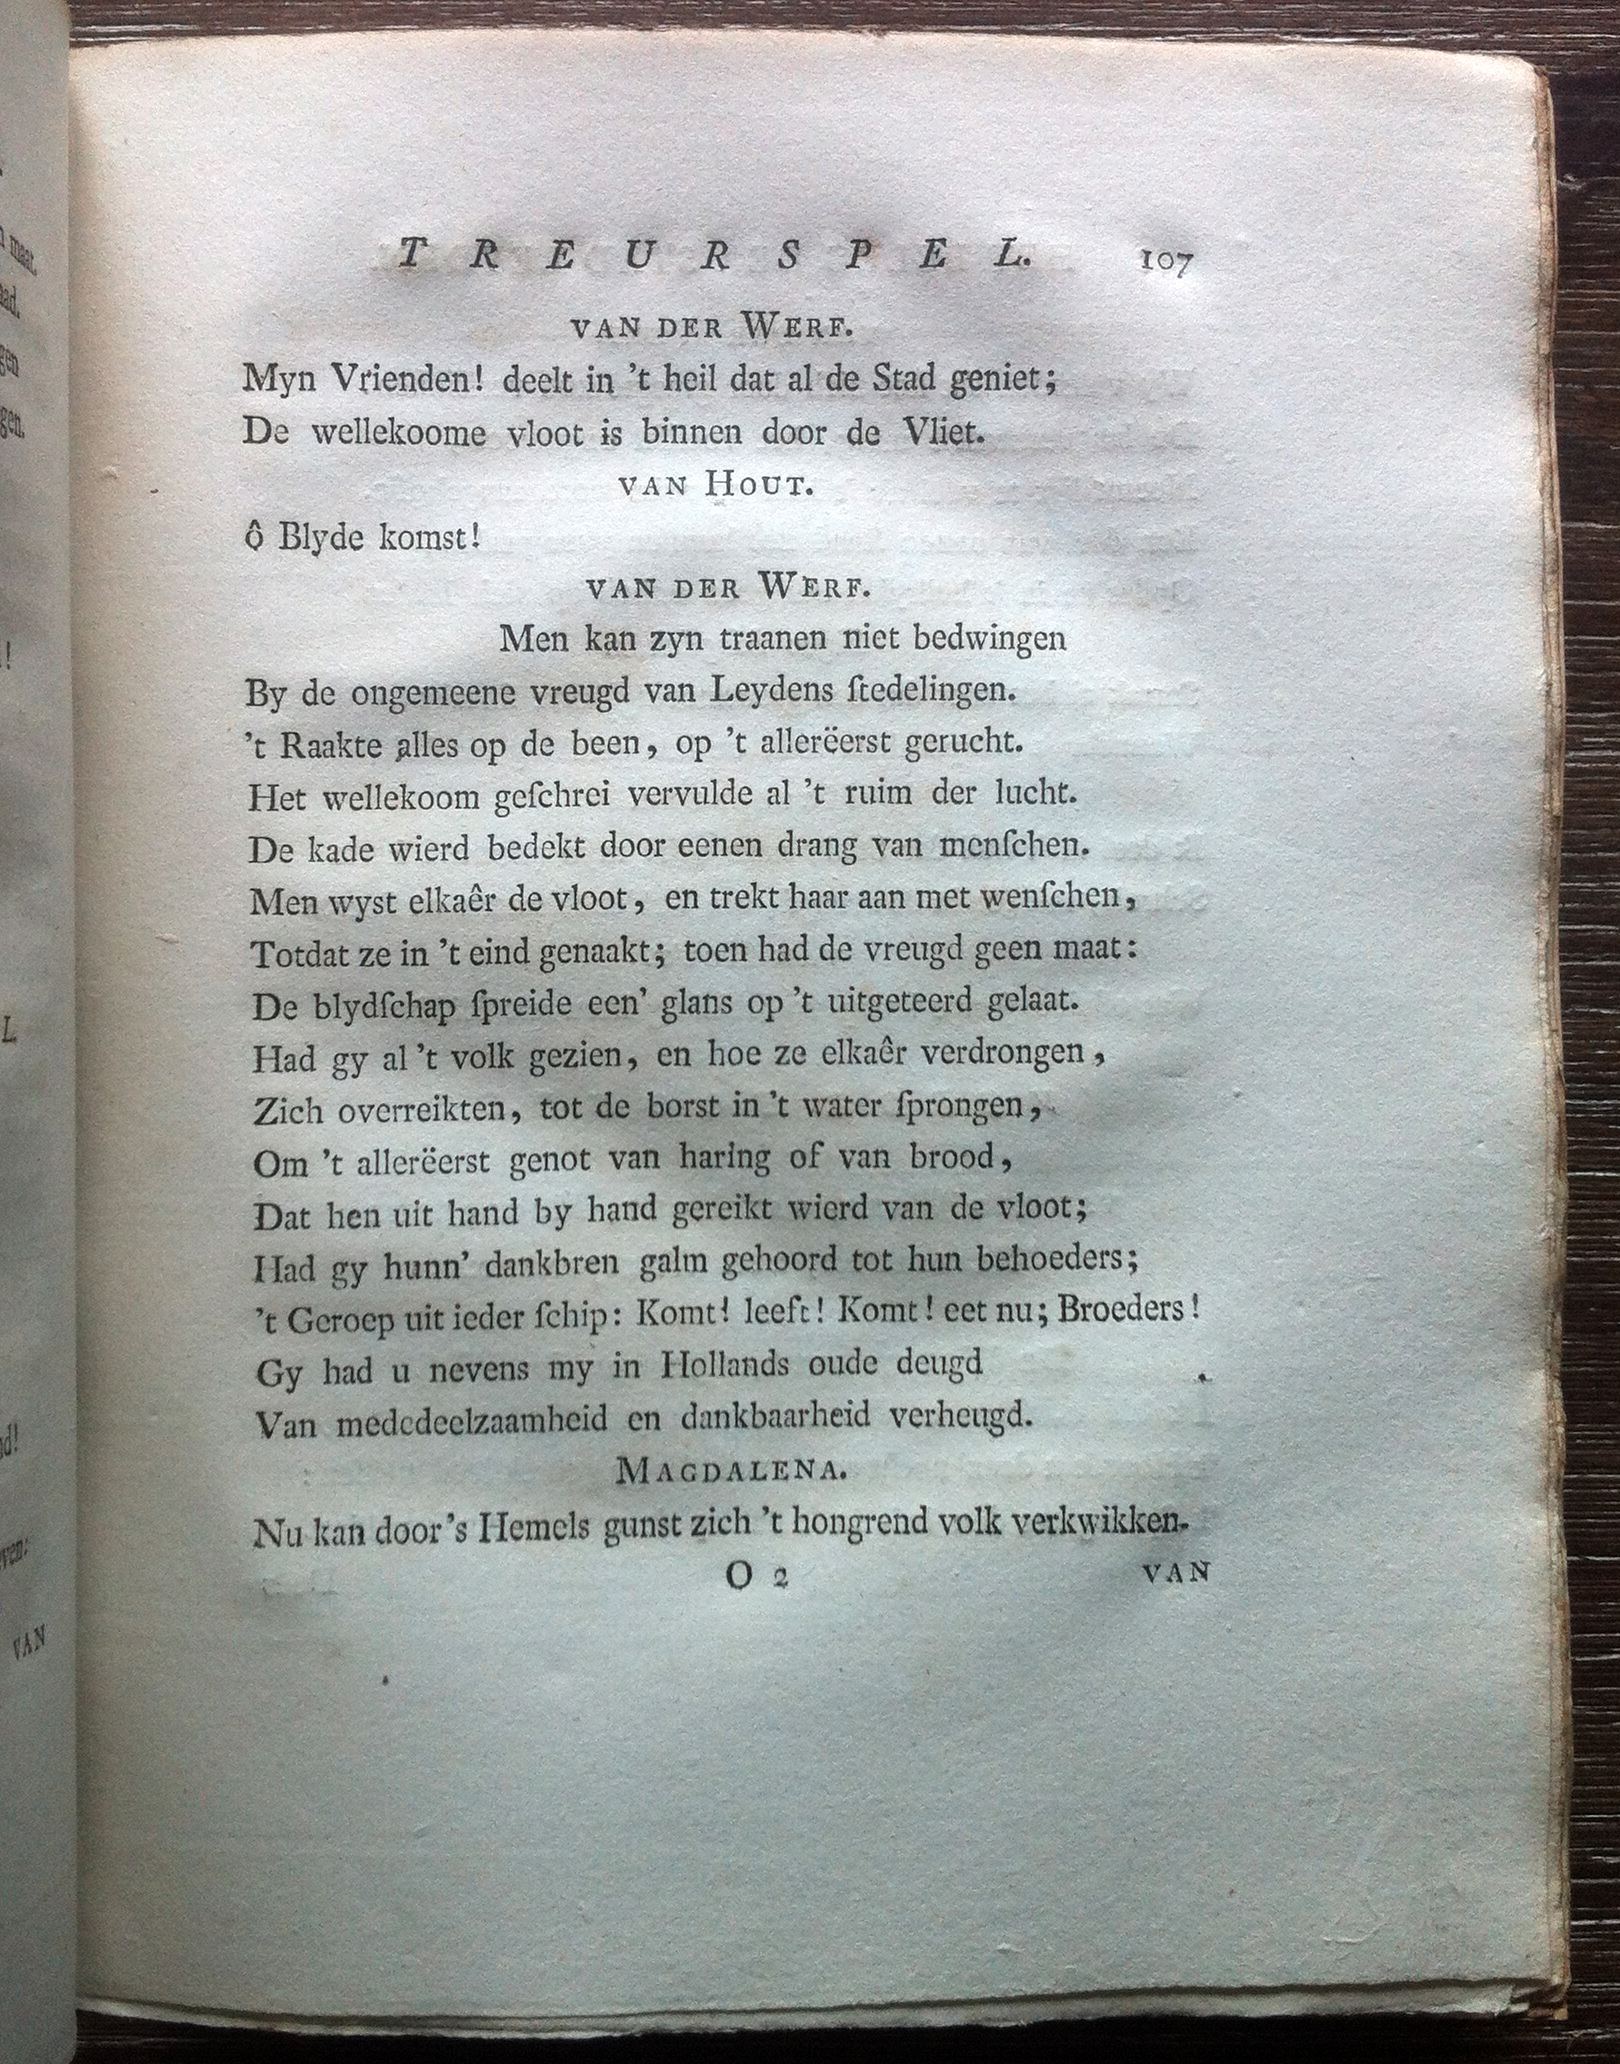 TREURSPEL. 107
VAN DER WERF.
Myn Vrienden! deelt in 't heil dat al de Stad geniet;
De wellekoome vloot is binnen door de Vliet.
VAN HOUT.
ô Blyde komst!
VAN DER WERF.
Men kan zyn traanen niet bedwingen
By de ongemeene vreugd van Leydens ſtedelingen.
't Raakte alles op de been, op 't allerëerst gerucht.
Het wellekoom geſchrei vervulde al 't ruim der lucht.
De kade wierd bedekt door eenen drang van menſchen.
Men wyst elkaêr de vloot, en trekt haar aan met wenſchen,
Totdat ze in 't eind genaakt; toen had de vreugd geen maat:
De blydſchap ſpreide een' glans op 't uitgeteerd gelaat.
Had gy al 't volk gezien, en hoe ze elkaêr verdrongen,
Zich overreikten, tot de borst in 't water ſprongen,
Om 't allerëerst genot van haring of van brood,
Dat hen uit hand by hand gereikt wierd van de vloot;
Had gy hunn' dankbren galm gehoord tot hun behoeders;
't Geroep uit ieder ſchip: Komt! leeft! Komt! eet nu; Broeders!
Gy had u nevens my in Hollands oude deugd
Van mededeelzaamheid en dankbaarheid verheugd.
MAGDALENA.
Nu kan door 's Hemels gunst zich 't hongrend volk verkwikken.
O 2 VAN
maat.
VAN